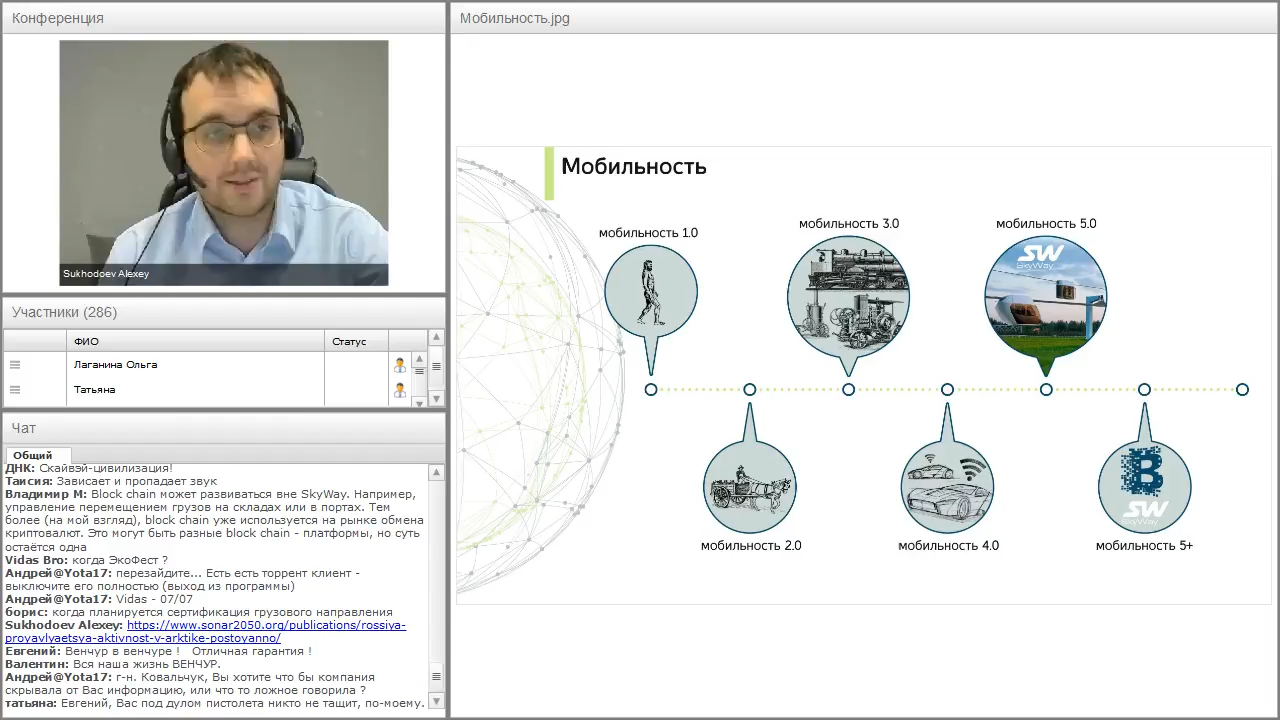 Конференция
Sukhodoev Alexey
Участники (286)
ФИО
Статус
Лаганина Ольга
Татьяна
Чат
Общий
ДНК: Скайвэй-цивилизация!
Таисия: Зависает и пропадает звук
Владимир М: Block chain может развиваться вне SkyWay. Например,
управление перемещением грузов на складах или в портах. Тем
более (на мой взгляд), block chain уже используется на рынке обмена
криптовалют. Это могут быть разные block chain - платформы, но суть
остаётся одна
Vidas Bro: когда ЭкоФест ?
Андрей@Yota17: перезайдите... Есть есть торрент клиент -
выключите его полностью (выход из программы)
Андрей@Yota17: Vidas - 07/07
борис: когда планируется сертификация грузового направления
Sukhodoev Alexey: https://www.sonar2050.org/publications/rossiya-
proyavlyaetsya-aktivnost-v-arktike-postoyanno/
Евгений: Венчур в венчуре ! Отличная гарантия !
Валентин: Вся наша жизнь ВЕНЧУР.
Андрей@Yota17: г-н. Ковальчук, Вы хотите что бы компания
скрывала от Вас информацию, или что то ложное говорила ?
татьяна: Евгений, Вас под дулом пистолета никто не тащит, по-моему.
Мобильность.jpg
Мобильность
мобильность 1.0
мобильность 3.0
мобильность 5.0
SW
SkyWay
SW
SkyWay
мобильность 2.0
мобильность 4.0
мобильность 5+